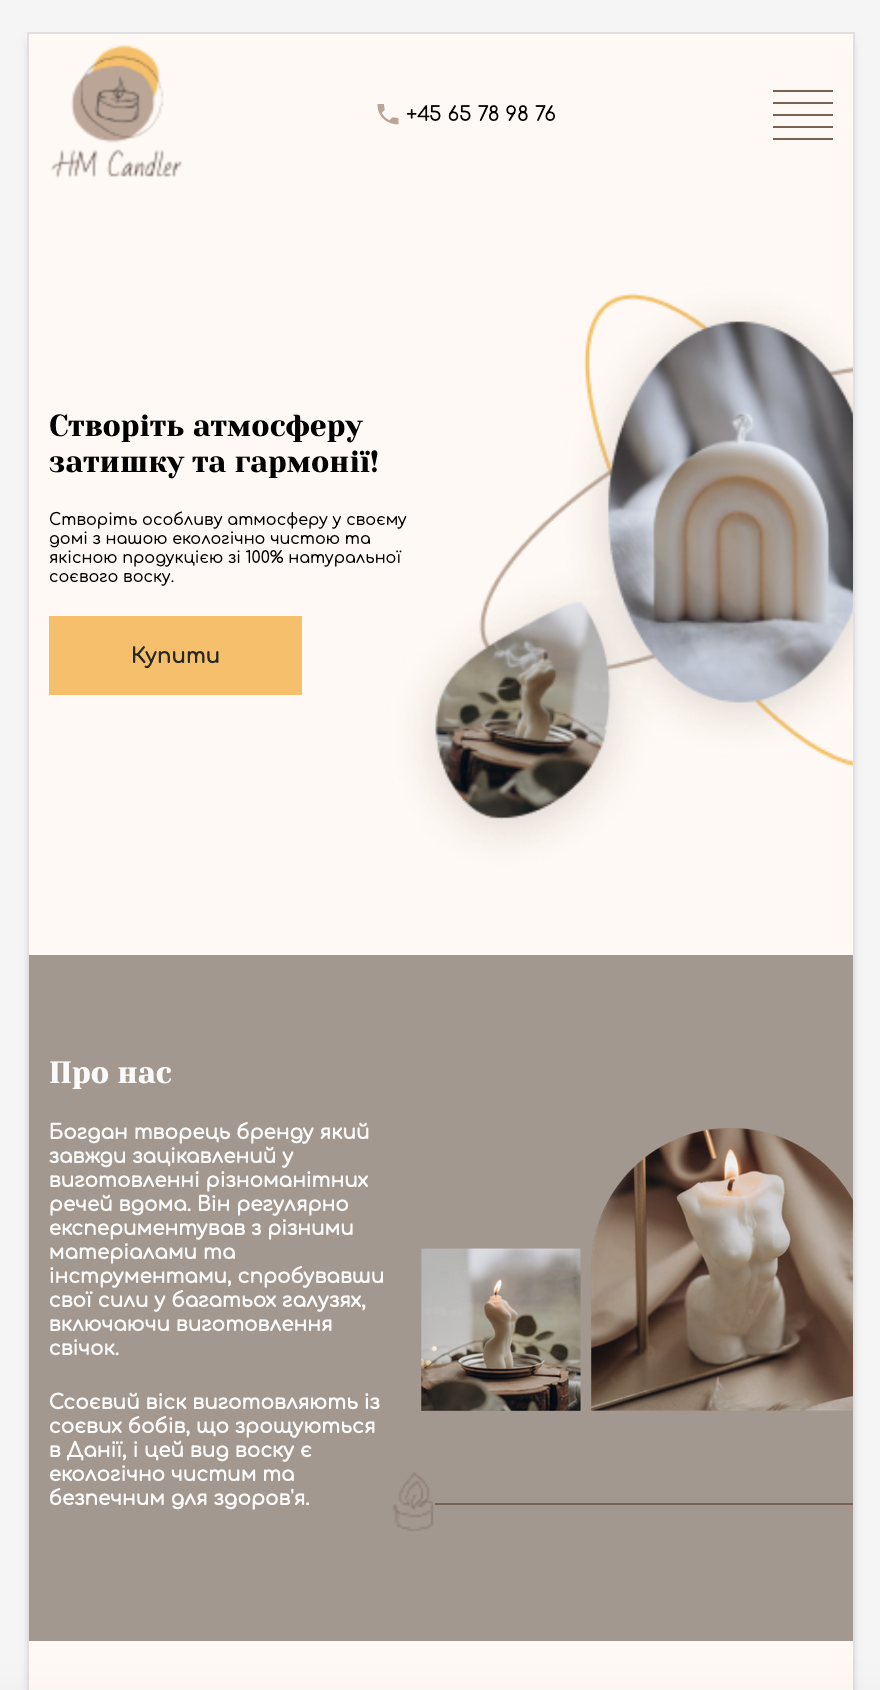 HM Candler
+45 65 78 98 76
Створіть атмосферу
затишку та гармонії!
Створіть особливу атмосферу у своєму
домі з нашою екологічно чистою та
якісною продукцією зі 100% натуральної
соєвого воску.
Купити
Про нас
Богдан творець бренду який
завжди зацікавлений у
виготовленні різноманітних
речей вдома. Він регулярно
експериментував з різними
матеріалами та
інструментами, спробувавши
свої сили у багатьох галузях,
включаючи виготовлення
свічок.
Ссоєвий віск виготовляють із
соєвих бобів, що зрощуються
в Данії, і цей вид воску є
екологічно чистим та
безпечним для здоров'я.